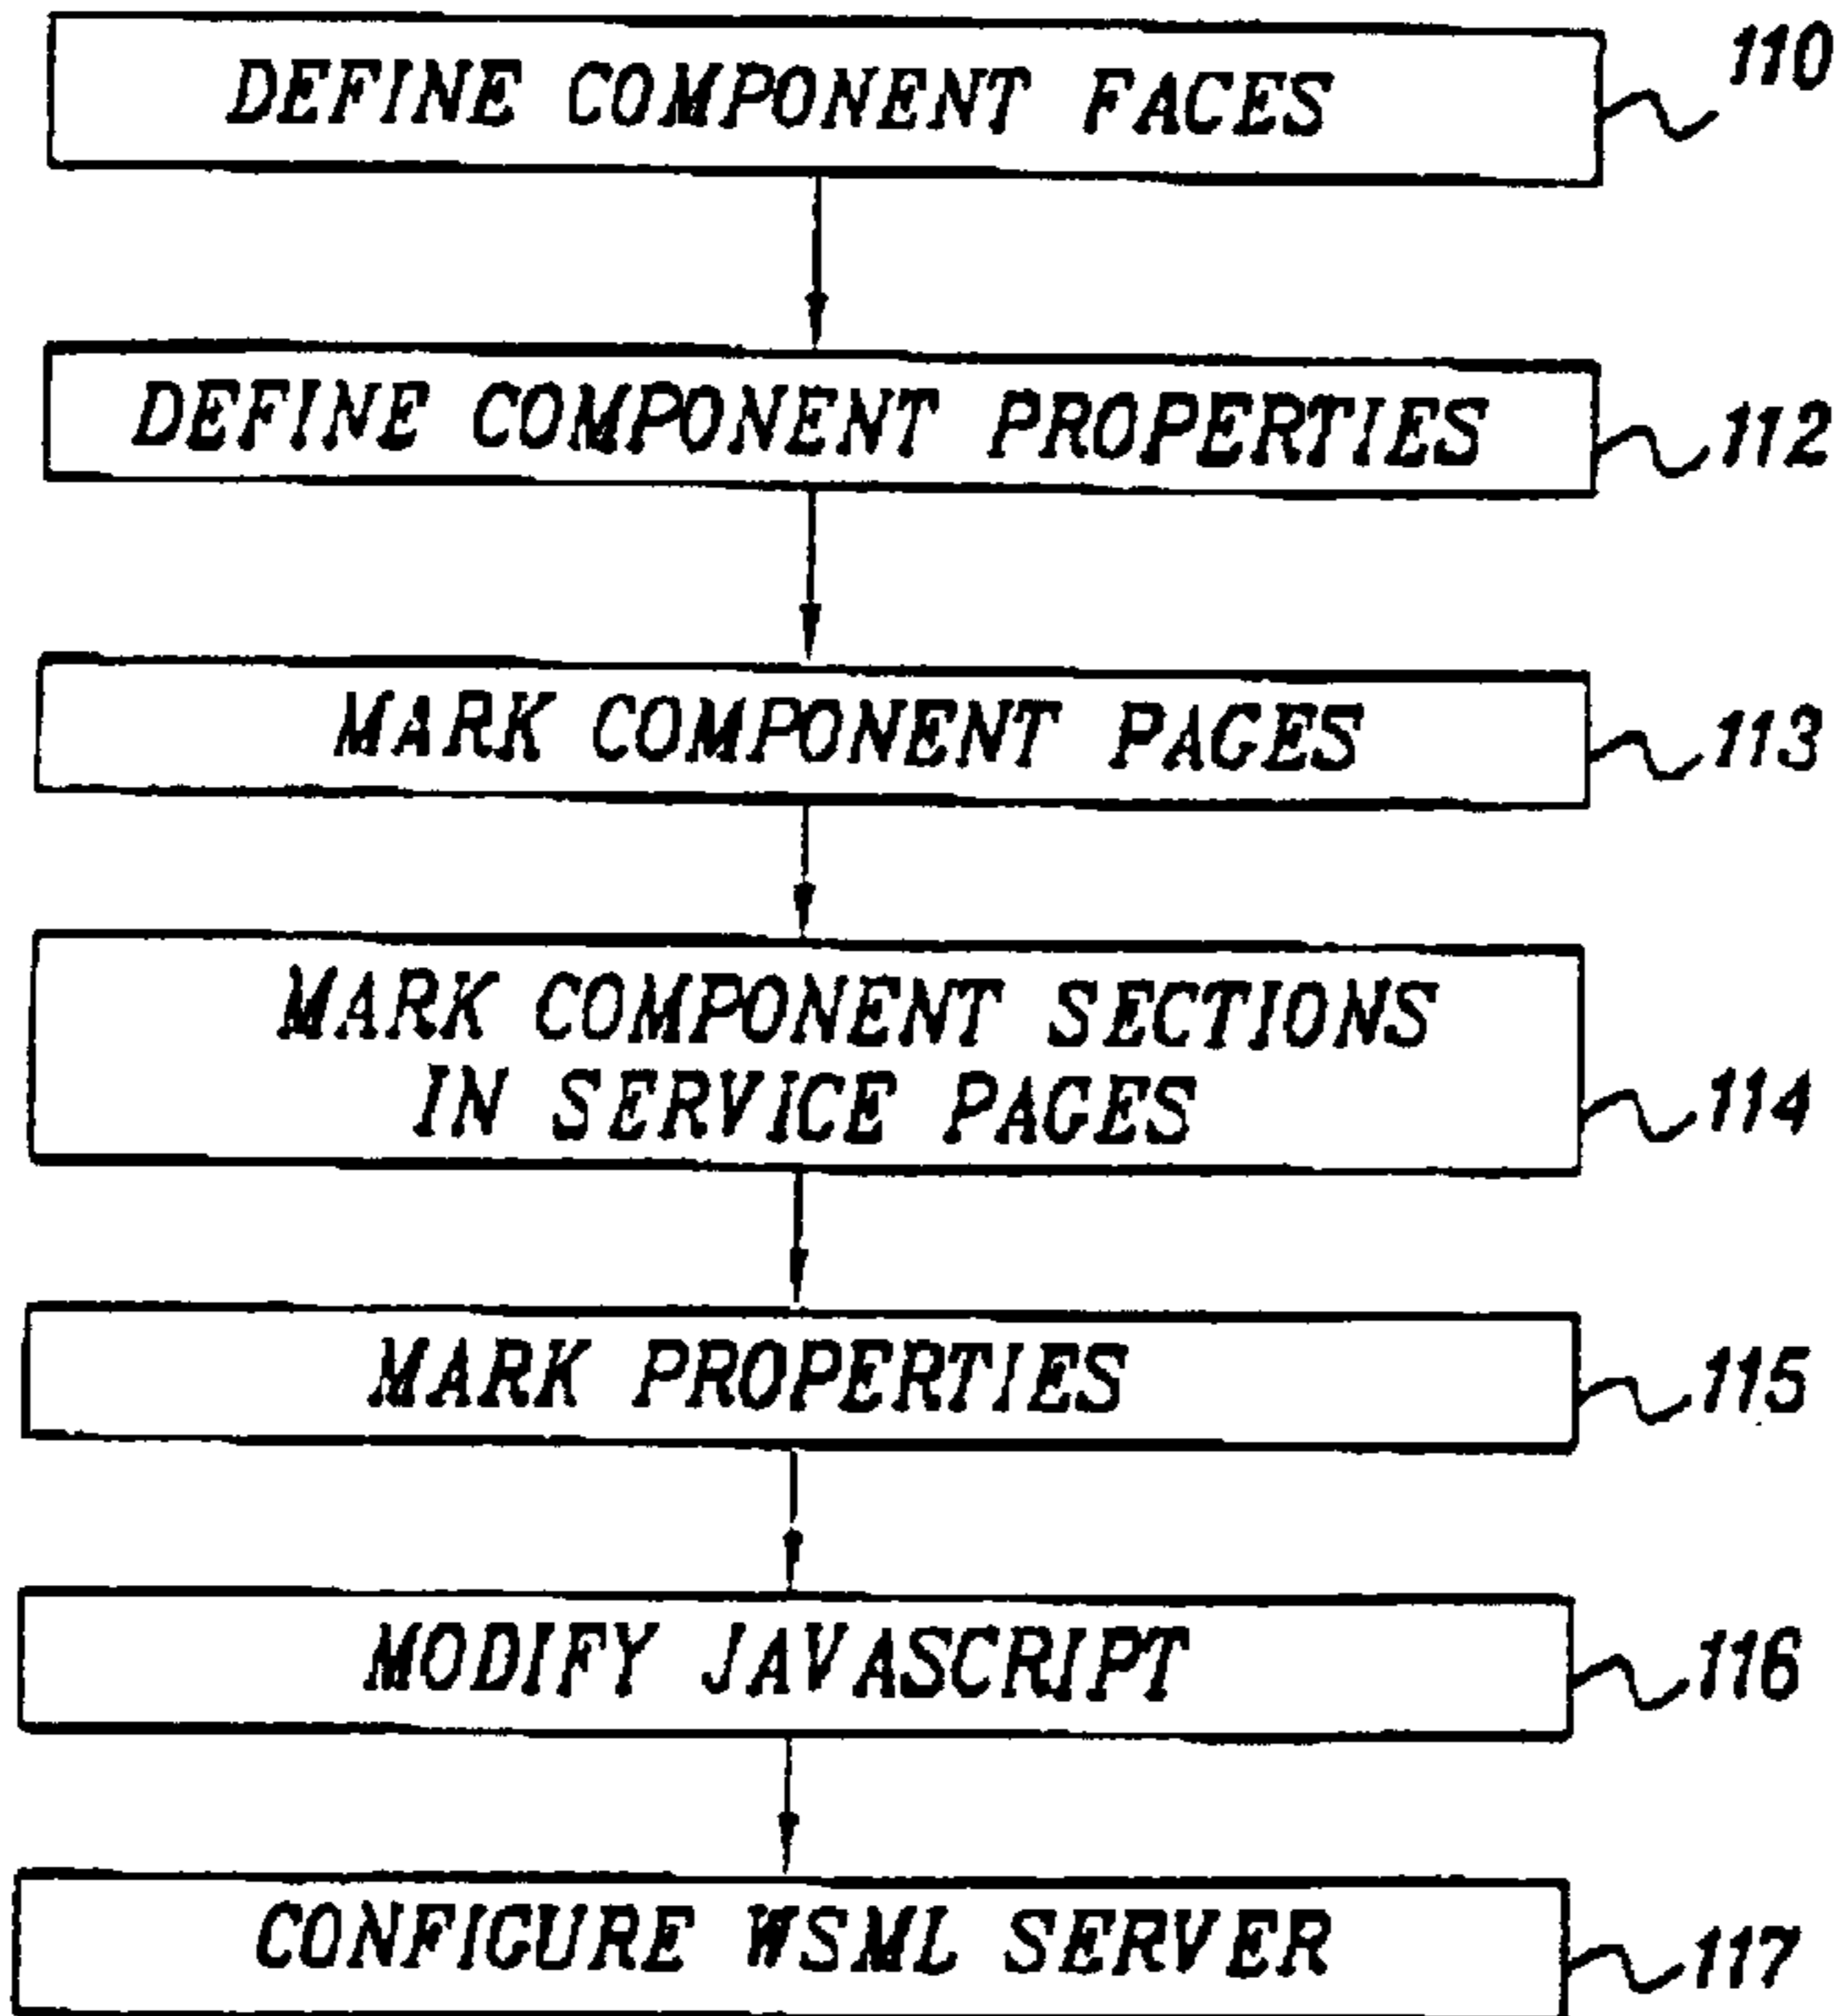 DEFINE COMPONENT FACES 110
DEFINE COMPONENT PROPERTIES 112
MARK COMPONENT PAGES 113
MARK COMPONENT SECTIONS
IN SERVICE PAGES 114
MARK PROPERTIES 115
MODIFY JAVASCRIPT 116
CONFIGURE WSML SERVER 117